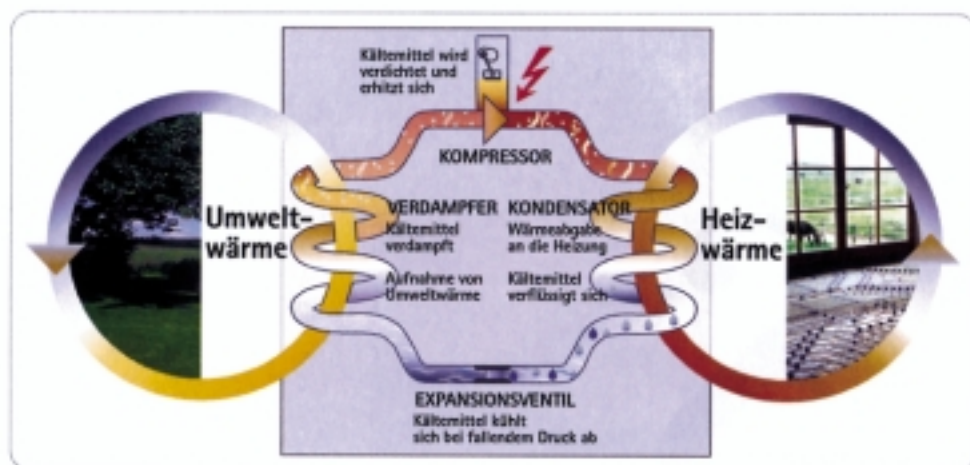 Kältemittel wird
verdichtet und
erhitzt sich
KOMPRESSOR
Umwelt-
wärme
VERDAMPFER
Kältemittel
verdampft
Aufnahme von
Umweltwärme
KONDENSATOR
Wärmeabgabe
an die Heizung
Kältemittel
verflüssigt sich
Heiz-
wärme
EXPANSIONSVENTIL
Kältemittel kühlt
sich bei fallendem Druck ab